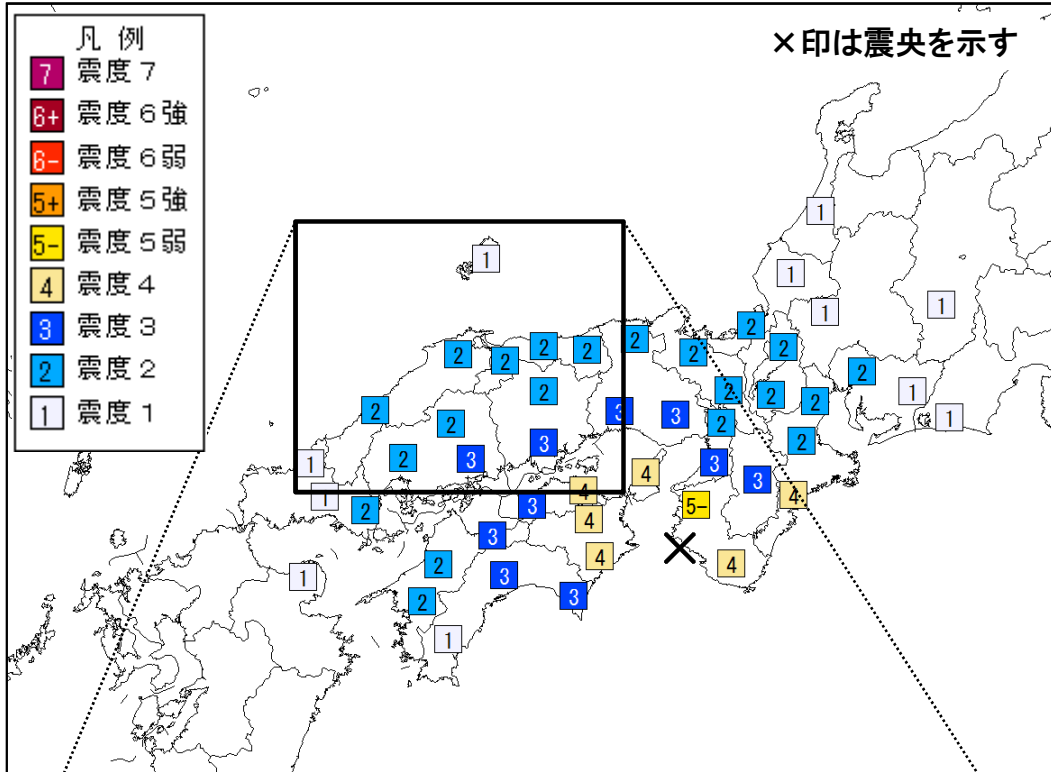 凡例
7 震度7
6+ 震度6強
6- 震度6弱
5+ 震度5強
5- 震度5弱
4 震度4
3 震度3
2 震度2
1 震度1
×印は震央を示す
1
1
1
1
1
2
2
2 2 2
2 2
2
2
2 2 1
2 2
2 3 3 1
2 2
3 2
1 2 3 3
4 3
1 4 4
2 3 4 5-
3
2 4 4
1 3
2 3
1